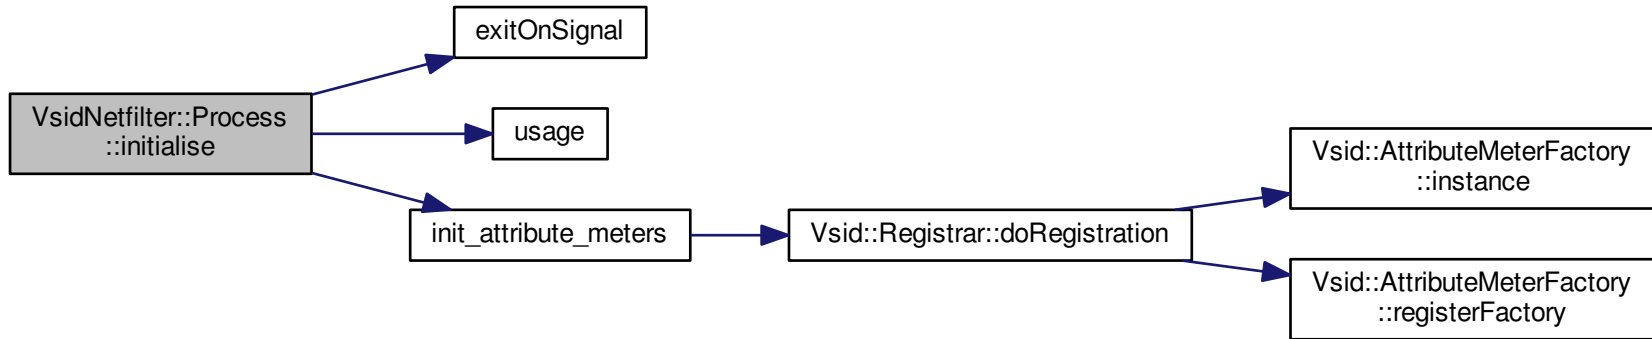 exitOnSignal
VsidNetfilter::Process
::initialise
usage
init_attribute_meters
Vsid::Registrar::doRegistration
Vsid::AttributeMeterFactory
::instance
Vsid::AttributeMeterFactory
::registerFactory